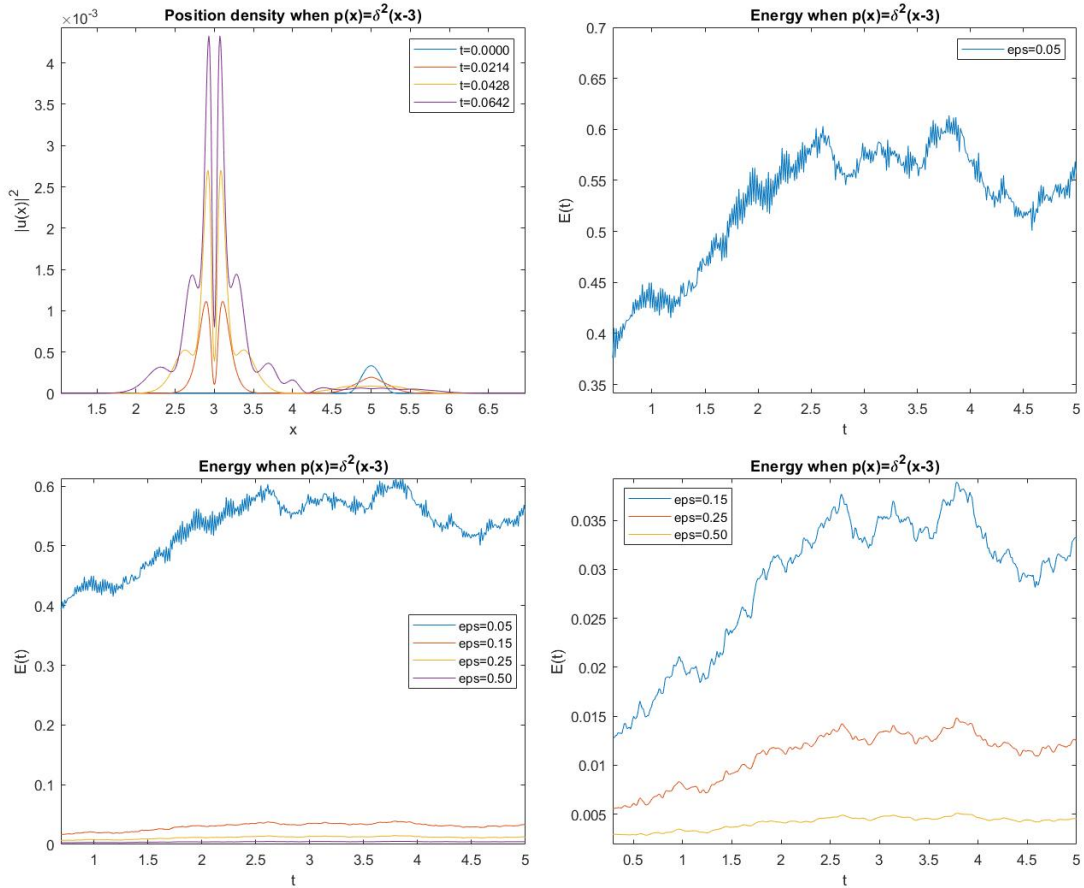 Position density when p(x)=δ²(x-3)
×10⁻³
|u(x)|²
4
3.5
3
2.5
2
1.5
1
0.5
0
1.5 2 2.5 3 3.5 4 4.5 5 5.5 6 6.5
x
t=0.0000
t=0.0214
t=0.0428
t=0.0642
Energy when p(x)=δ²(x-3)
E(t)
0.7
0.65
0.6
0.55
0.5
0.45
0.4
0.35
1 1.5 2 2.5 3 3.5 4 4.5 5
t
eps=0.05
Energy when p(x)=δ²(x-3)
E(t)
0.6
0.5
0.4
0.3
0.2
0.1
0
1 1.5 2 2.5 3 3.5 4 4.5 5
t
eps=0.05
eps=0.15
eps=0.25
eps=0.50
Energy when p(x)=δ²(x-3)
E(t)
0.035
0.03
0.025
0.02
0.015
0.01
0.005
0.5 1 1.5 2 2.5 3 3.5 4 4.5 5
t
eps=0.15
eps=0.25
eps=0.50